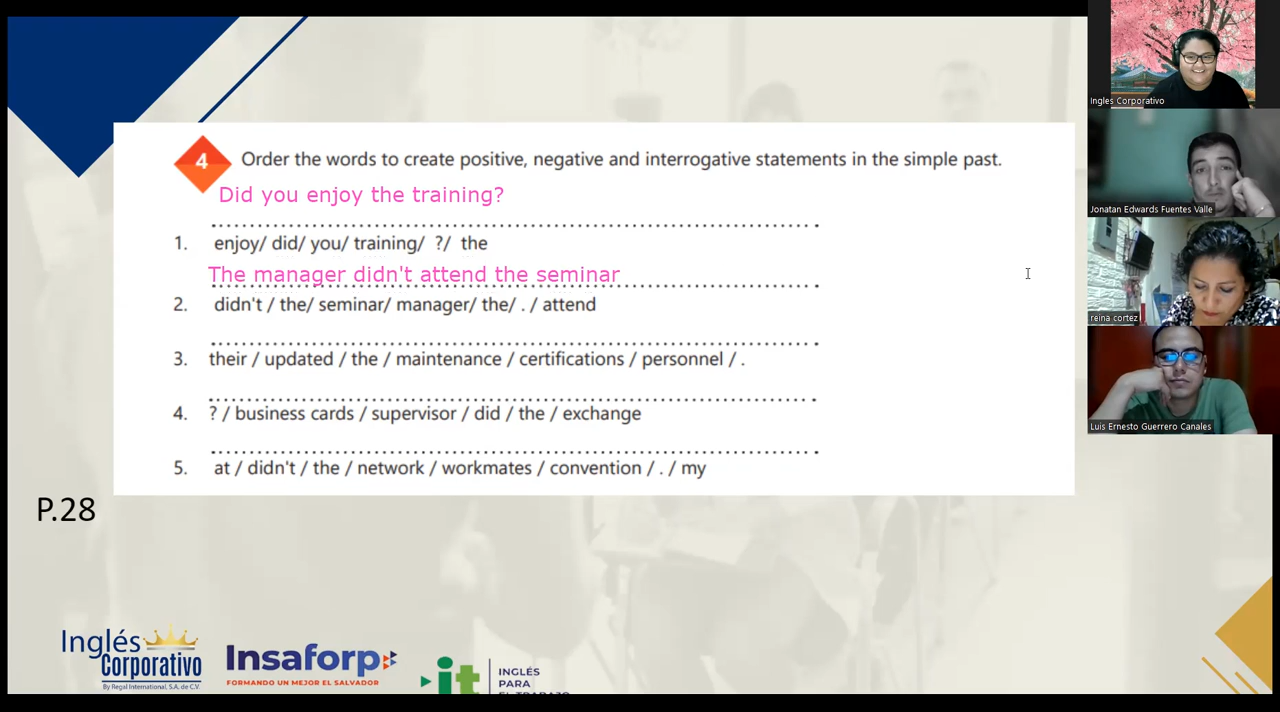 4 Order the words to create positive, negative and interrogative statements in the simple past.
Did you enjoy the training?
1. enjoy/ did/ you/ training/ ?/ the
The manager didn't attend the seminar
2. didn't / the/ seminar/ manager/ the/ . / attend
3. their / updated / the / maintenance / certifications / personnel / .
4. ? / business cards / supervisor / did / the / exchange
5. at / didn't / the / network / workmates / convention / . / my
P.28
Inglés
Corporativo
By Regal International, S.A. de C.V.
Insaforp
FORMANDO UN MEJOR EL SALVADOR
it
INGLÉS
PARA
EL TRABAJO
Ingles Corporativo
Jonatan Edwards Fuentes Valle
reina cortez
Luis Ernesto Guerrero Canales